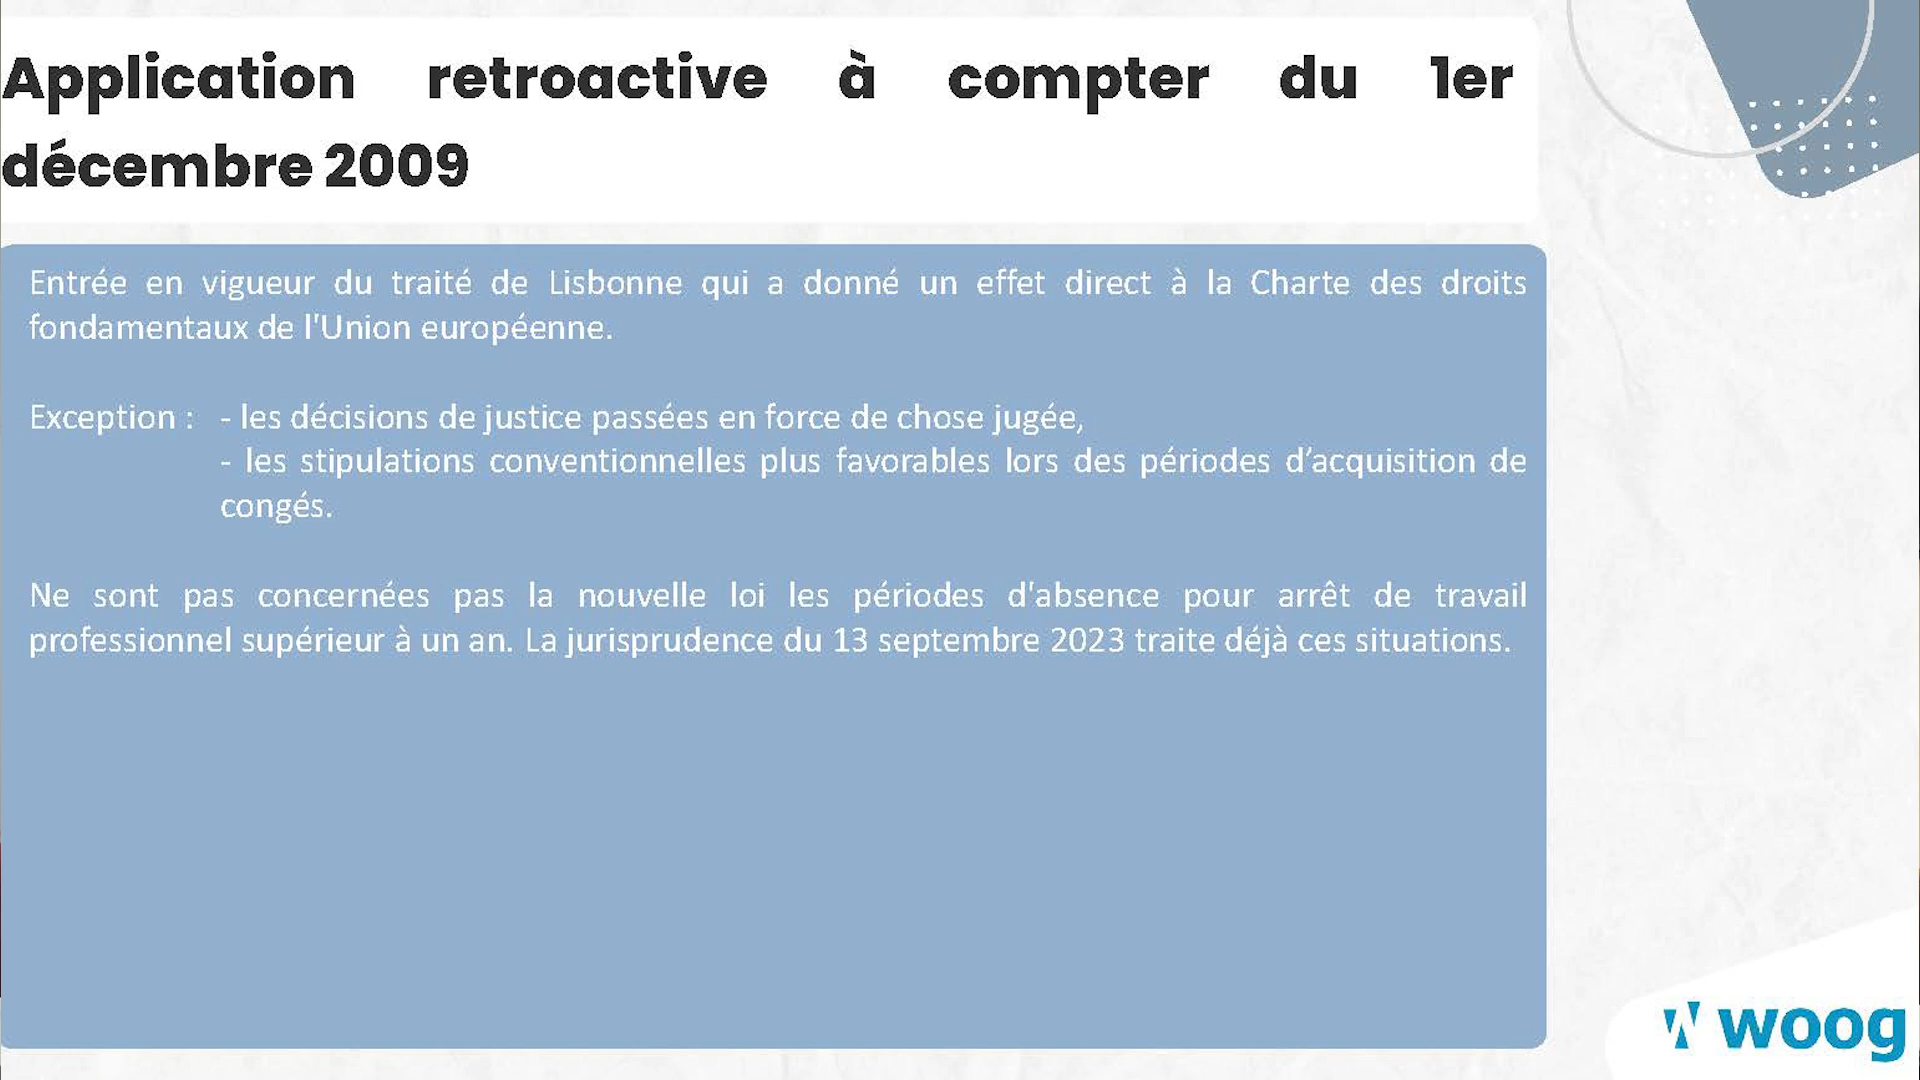 Application retroactive à compter du 1er
décembre 2009
Entrée en vigueur du traité de Lisbonne qui a donné un effet direct à la Charte des droits
fondamentaux de l'Union européenne.
Exception : - les décisions de justice passées en force de chose jugée,
- les stipulations conventionnelles plus favorables lors des périodes d’acquisition de
congés.
Ne sont pas concernées pas la nouvelle loi les périodes d'absence pour arrêt de travail
professionnel supérieur à un an. La jurisprudence du 13 septembre 2023 traite déjà ces situations.
woog